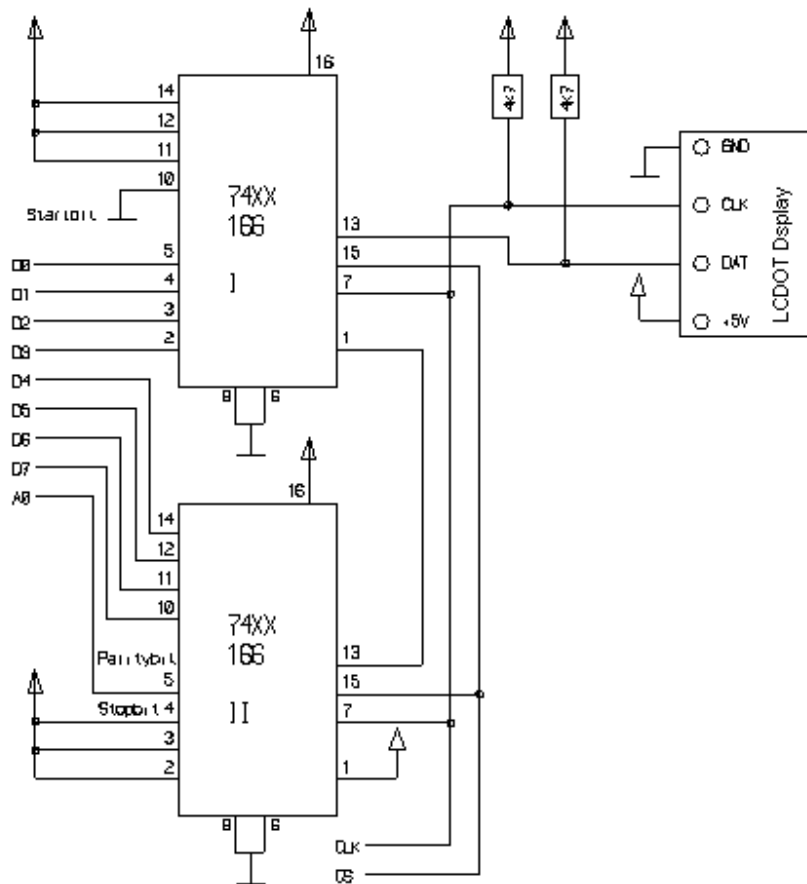 16
14
12
11
10
Startbit
74XX
166
I
13
15
7
1
D0
5
D1
4
D2
3
D3
2
8 6
D4
D5
D6
D7
A0
16
14
12
11
10
74XX
166
II
Paritybit
5
Stopbit 4
3
2
13
15
7
1
8 6
CLK
CS
4k7
4k7
GND
CLK
DAT
+5V
LCDOT Dsplay